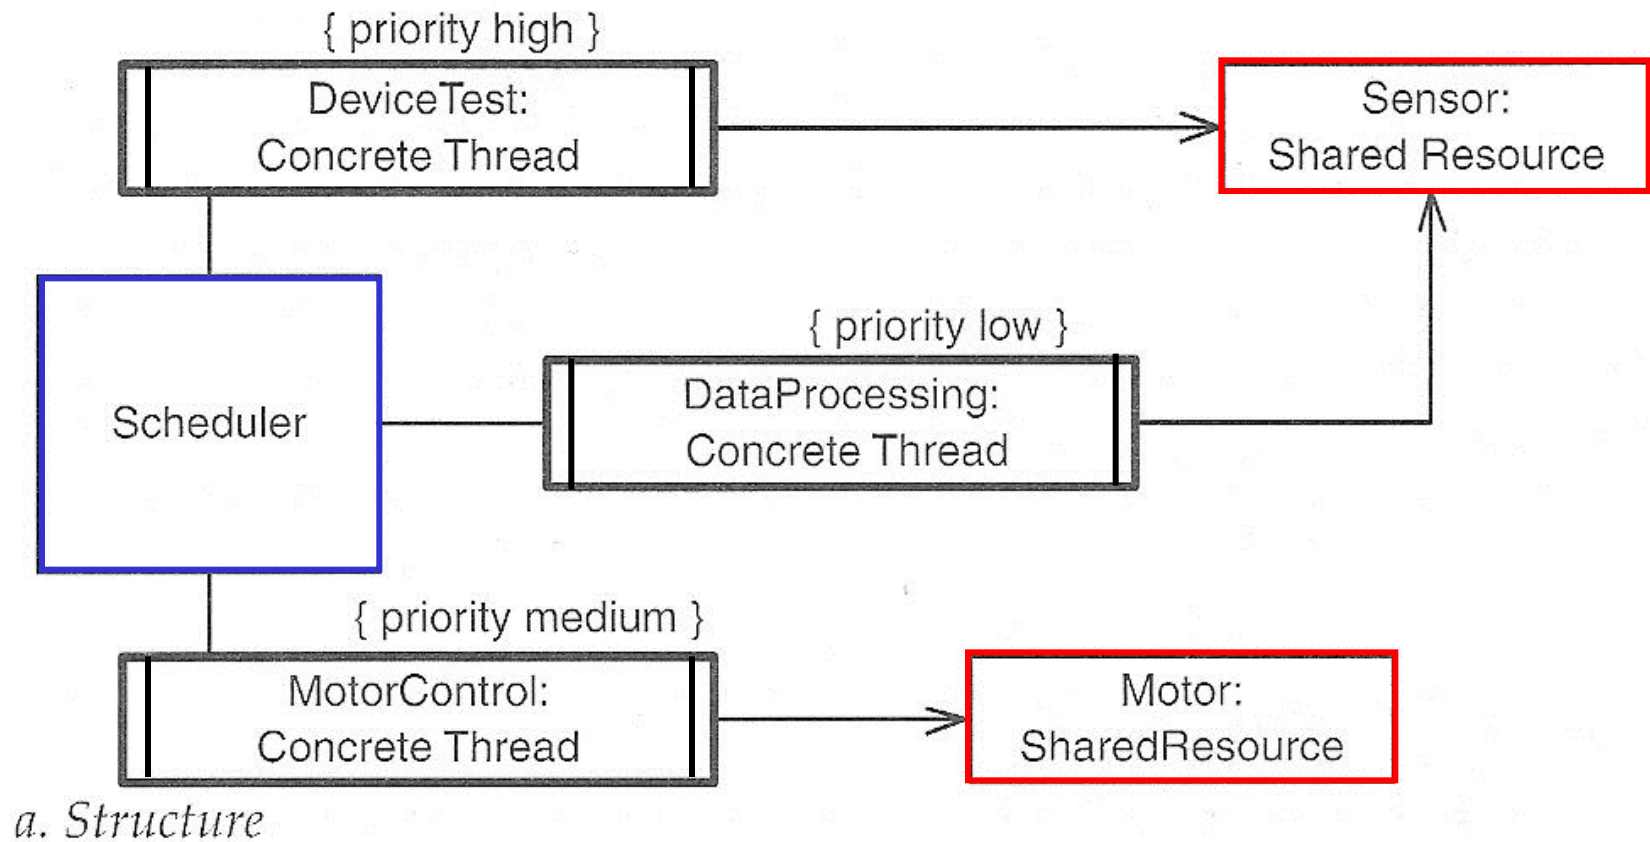 { priority high }
DeviceTest:
Concrete Thread
Sensor:
Shared Resource
{ priority low }
DataProcessing:
Concrete Thread
Scheduler
{ priority medium }
MotorControl:
Concrete Thread
Motor:
SharedResource
a. Structure